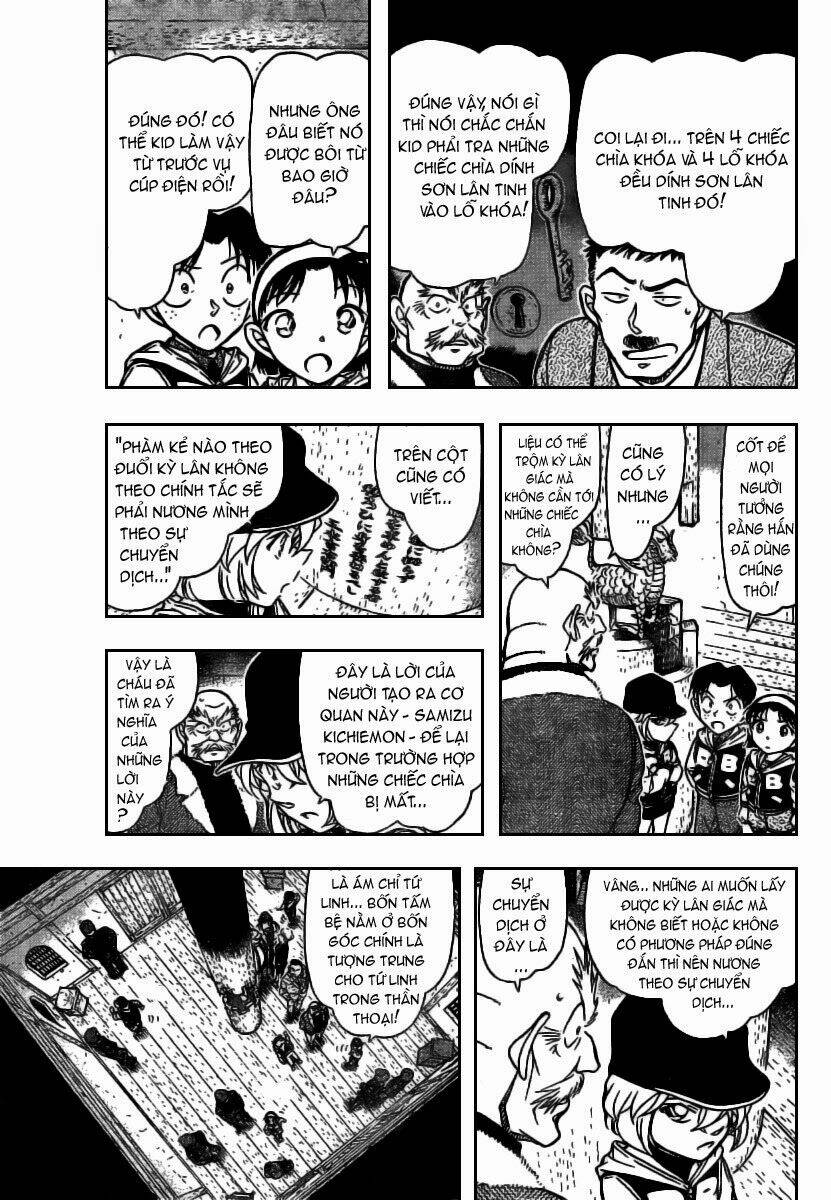 COI LẠI ĐI... TRÊN 4 CHIẾC
CHÌA KHÓA VÀ 4 LỖ KHÓA
ĐỀU DÍNH SƠN LÂN
TINH ĐÓ!
ĐÚNG VẬY, NÓI GÌ
THÌ NÓI CHẮC CHẮN
KID PHẢI TRA NHỮNG
CHIẾC CHÌA DÍNH
SƠN LÂN TINH
VÀO LỖ KHÓA!
NHƯNG ÔNG
ĐÂU BIẾT NÓ
ĐƯỢC BÔI TỪ
BAO GIỜ
ĐÂU?
ĐÚNG ĐÓ! CÓ
THỂ KID LÀM VẬY
TỪ TRƯỚC VỤ
CÚP ĐIỆN RỒI!
CỐT ĐỂ
MỌI
NGƯỜI
TƯỞNG
RẰNG HẮN
ĐÃ DÙNG
CHÚNG
THÔI!
CŨNG
CÓ LÝ
NHƯNG
...
LIỆU CÓ THỂ
TRỘM KỲ LÂN
GIÁC MÀ
KHÔNG CẦN TỚI
NHỮNG CHIẾC
CHÌA
KHÔNG?
TRÊN CỘT
CŨNG CÓ
VIẾT...
"PHÀM KẺ NÀO THEO
ĐUỔI KỲ LÂN KHÔNG
THEO CHÍNH TẮC SẼ
PHẢI NƯƠNG MÌNH
THEO SỰ
CHUYỂN
DỊCH..."
ĐÂY LÀ LỜI CỦA
NGƯỜI TẠO RA CƠ
QUAN NÀY - SAMIZU
KICHIEMON - ĐỂ LẠI
TRONG TRƯỜNG HỢP
NHỮNG CHIẾC CHÌA
BỊ MẤT...
VẬY LÀ
CHÁU ĐÃ
TÌM RA Ý
NGHĨA
CỦA
NHỮNG
LỜI
NÀY
?
VÂNG... NHỮNG AI MUỐN LẤY
ĐƯỢC KỲ LÂN GIÁC MÀ
KHÔNG BIẾT HOẶC KHÔNG
CÓ PHƯƠNG PHÁP ĐÚNG
ĐẮN THÌ NÊN NƯƠNG
THEO SỰ CHUYỂN
DỊCH...
SỰ
CHUYỂN
DỊCH Ở
ĐÂY LÀ
...
LÀ ÁM CHỈ TỨ
LINH... BỐN TẤM
BỆ NẰM Ở BỐN
GÓC CHÍNH LÀ
TƯỢNG TRƯNG
CHO TỨ LINH
TRONG THẦN
THOẠI!